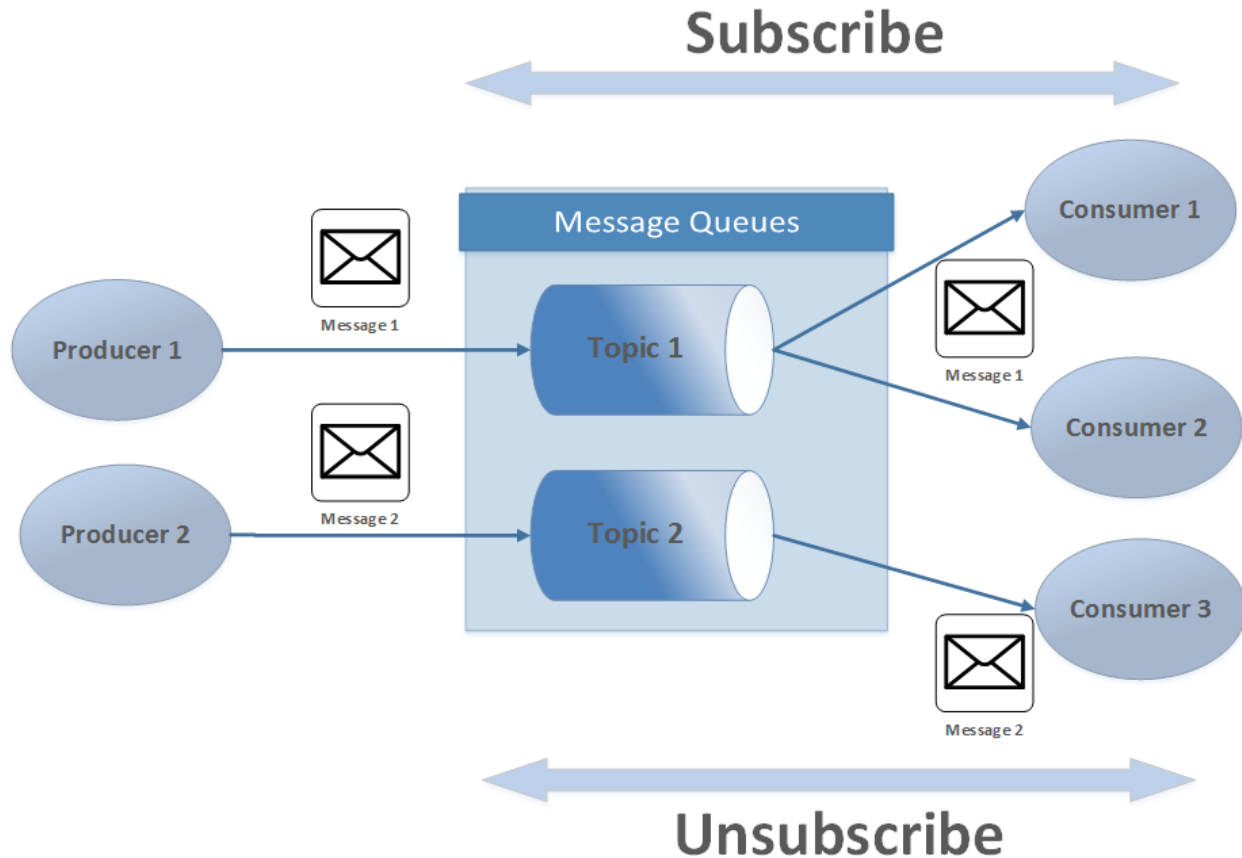 Subscribe
Message Queues
Consumer 1
Message 1
Producer 1
Topic 1
Message 1
Consumer 2
Message 2
Producer 2
Topic 2
Consumer 3
Message 2
Unsubscribe